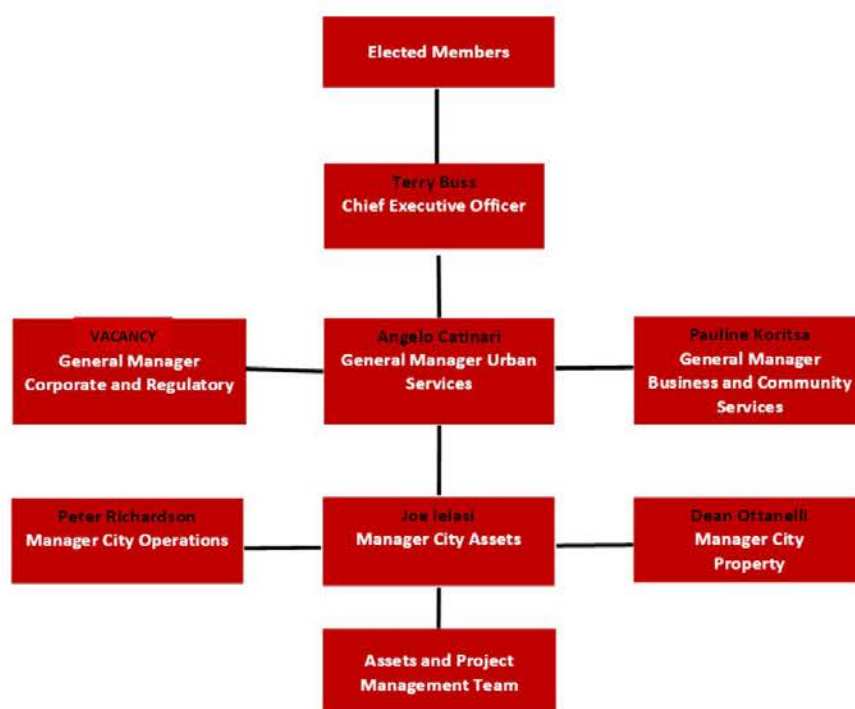 Elected Members
Terry Buss
Chief Executive Officer
VACANCY
General Manager
Corporate and Regulatory
Angelo Catinari
General Manager Urban
Services
Pauline Koritsa
General Manager
Business and Community
Services
Peter Richardson
Manager City Operations
Joe Ielasi
Manager City Assets
Dean Ottanelli
Manager City
Property
Assets and Project
Management Team